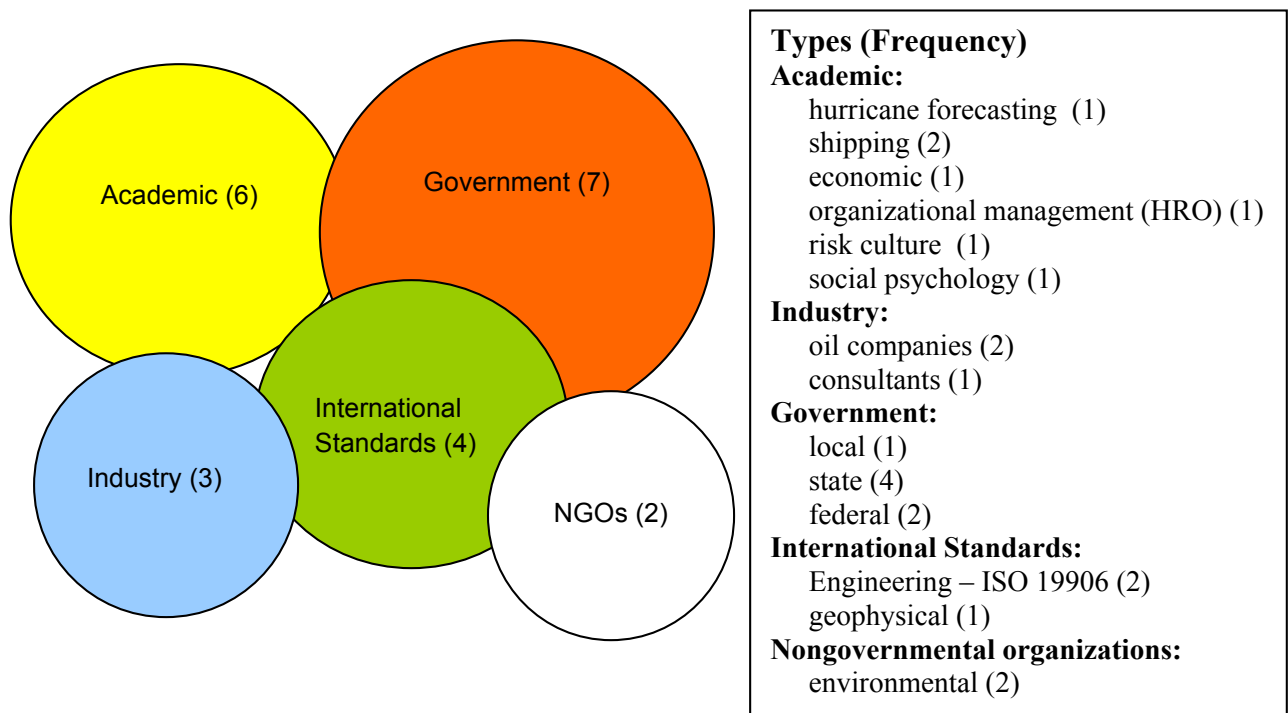 Academic (6)
Government (7)
International
Standards (4)
Industry (3)
NGOs (2)
Types (Frequency)
Academic:
hurricane forecasting (1)
shipping (2)
economic (1)
organizational management (HRO) (1)
risk culture (1)
social psychology (1)
Industry:
oil companies (2)
consultants (1)
Government:
local (1)
state (4)
federal (2)
International Standards:
Engineering – ISO 19906 (2)
geophysical (1)
Nongovernmental organizations:
environmental (2)